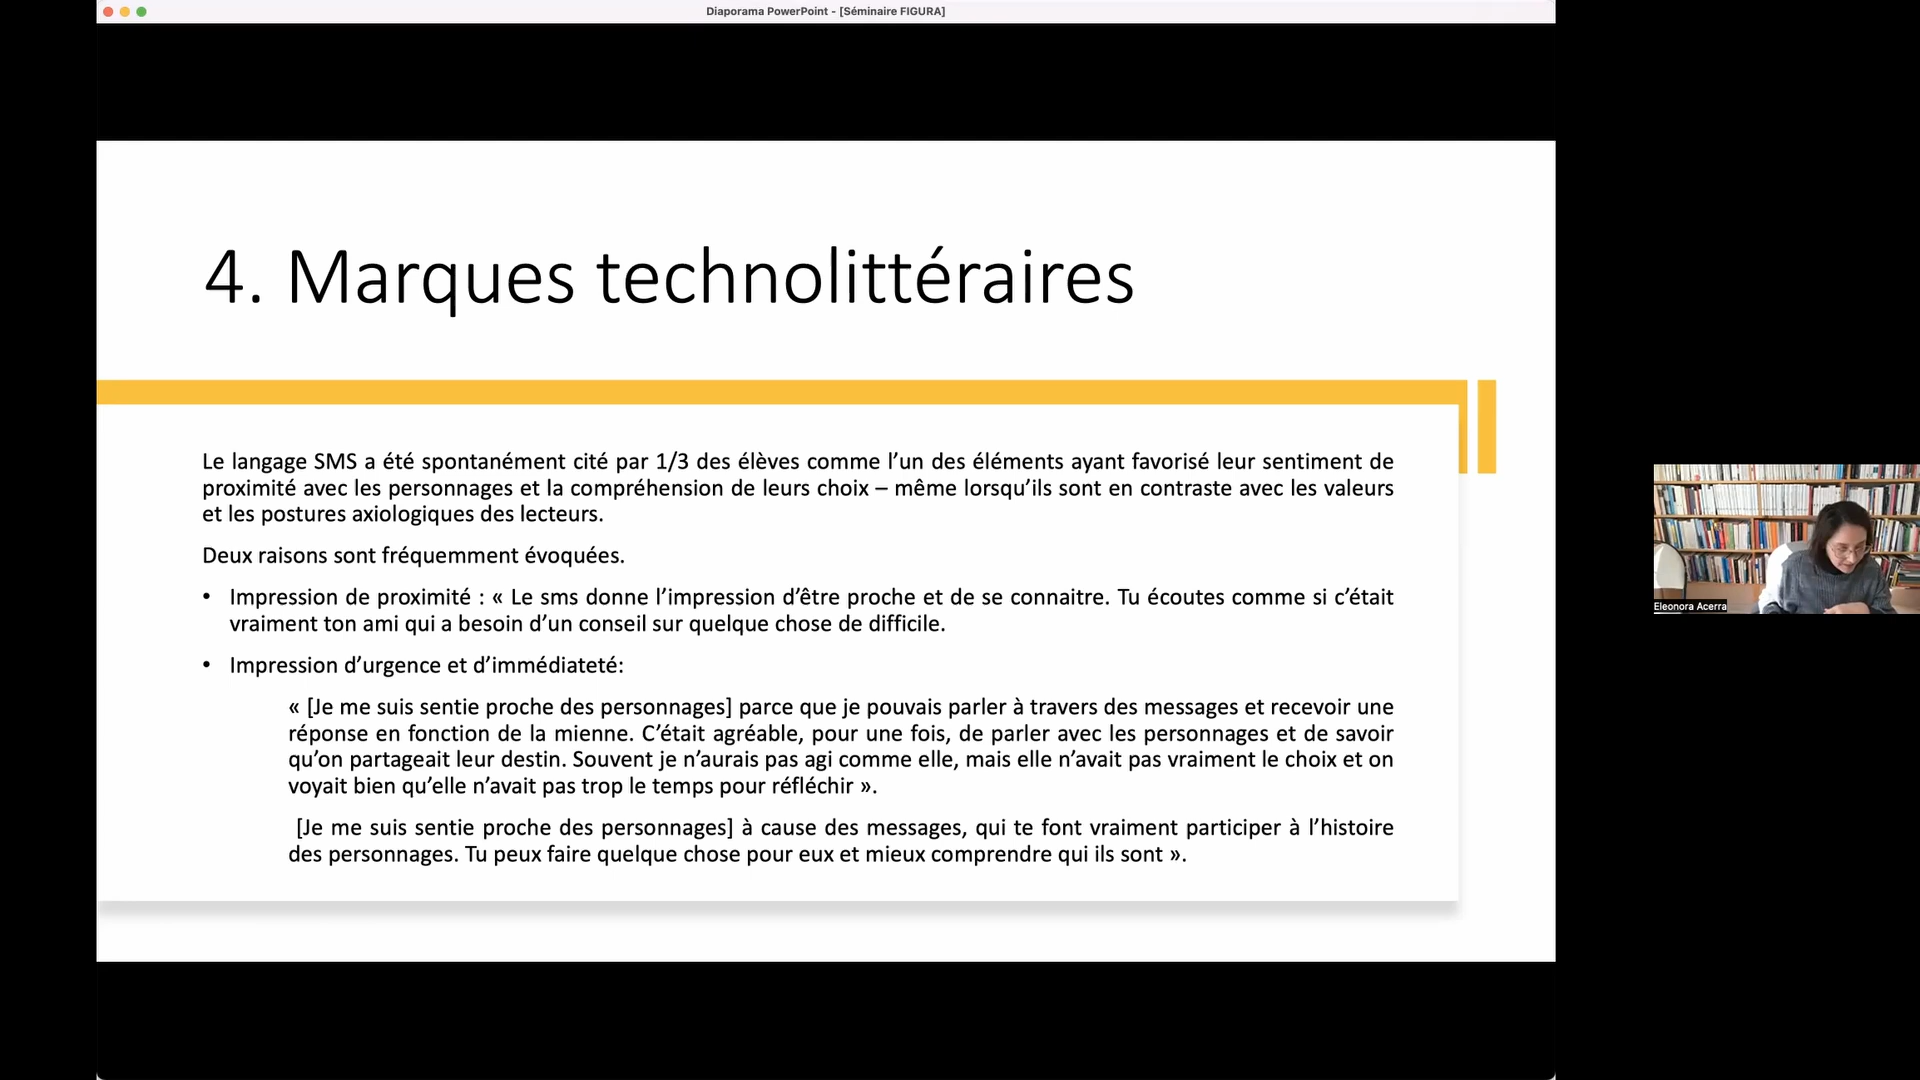 Diaporama PowerPoint - [Séminaire FIGURA]
4. Marques technolittéraires
Le langage SMS a été spontanément cité par 1/3 des élèves comme l’un des éléments ayant favorisé leur sentiment de
proximité avec les personnages et la compréhension de leurs choix – même lorsqu’ils sont en contraste avec les valeurs
et les postures axiologiques des lecteurs.
Deux raisons sont fréquemment évoquées.
• Impression de proximité : « Le sms donne l’impression d’être proche et de se connaitre. Tu écoutes comme si c’était
vraiment ton ami qui a besoin d’un conseil sur quelque chose de difficile.
• Impression d’urgence et d’immédiateté:
« [Je me suis sentie proche des personnages] parce que je pouvais parler à travers des messages et recevoir une
réponse en fonction de la mienne. C’était agréable, pour une fois, de parler avec les personnages et de savoir
qu’on partageait leur destin. Souvent je n’aurais pas agi comme elle, mais elle n’avait pas vraiment le choix et on
voyait bien qu’elle n’avait pas trop le temps pour réfléchir ».
[Je me suis sentie proche des personnages] à cause des messages, qui te font vraiment participer à l’histoire
des personnages. Tu peux faire quelque chose pour eux et mieux comprendre qui ils sont ».
Eleonora Acerra